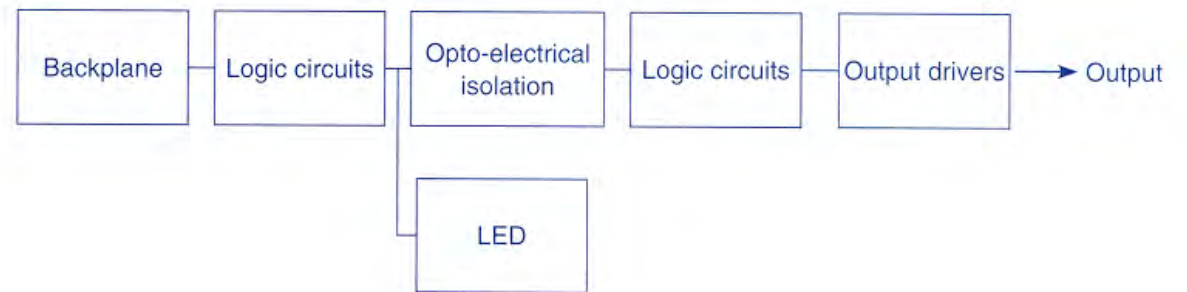 Backplane
Logic circuits
Opto-electrical
isolation
Logic circuits
Output drivers
Output
LED